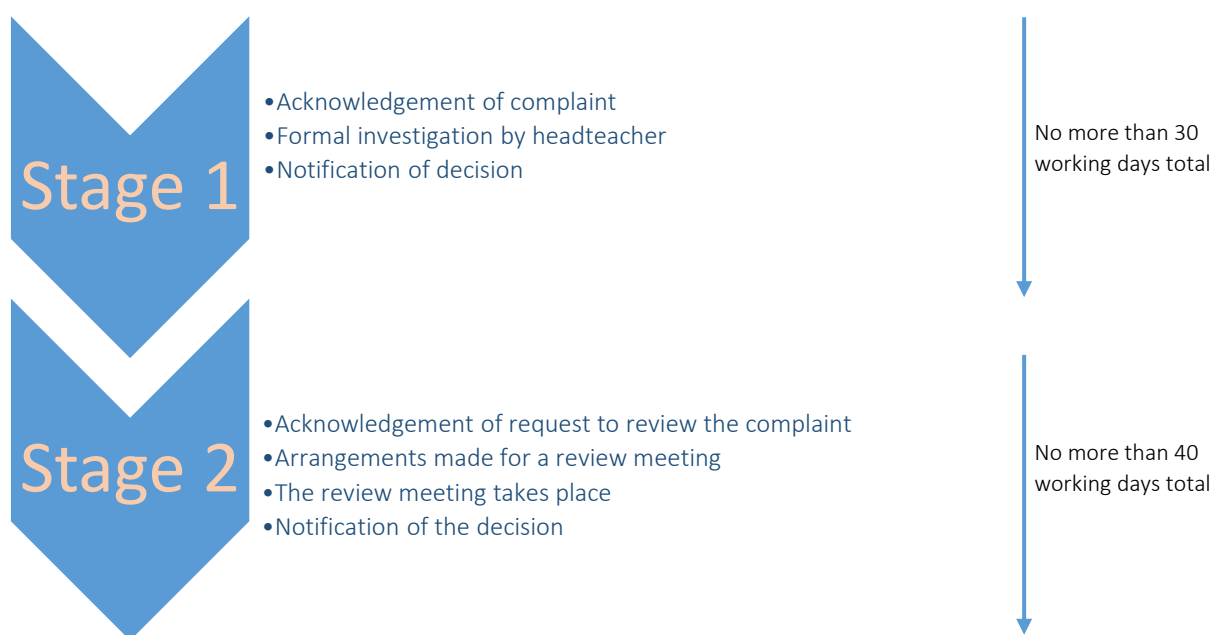 Stage 1
•Acknowledgement of complaint
•Formal investigation by headteacher
•Notification of decision
No more than 30
working days total
Stage 2
•Acknowledgement of request to review the complaint
•Arrangements made for a review meeting
•The review meeting takes place
•Notification of the decision
No more than 40
working days total